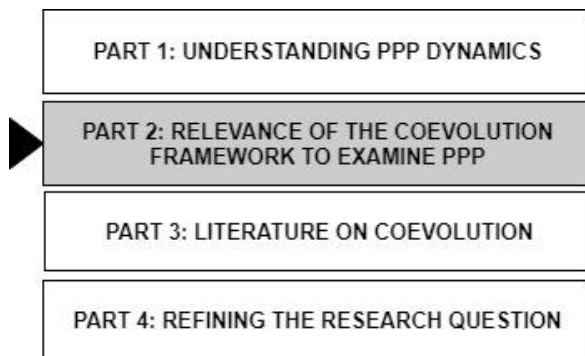 PART 1: UNDERSTANDING PPP DYNAMICS
PART 2: RELEVANCE OF THE COEVOLUTION
FRAMEWORK TO EXAMINE PPP
PART 3: LITERATURE ON COEVOLUTION
PART 4: REFINING THE RESEARCH QUESTION